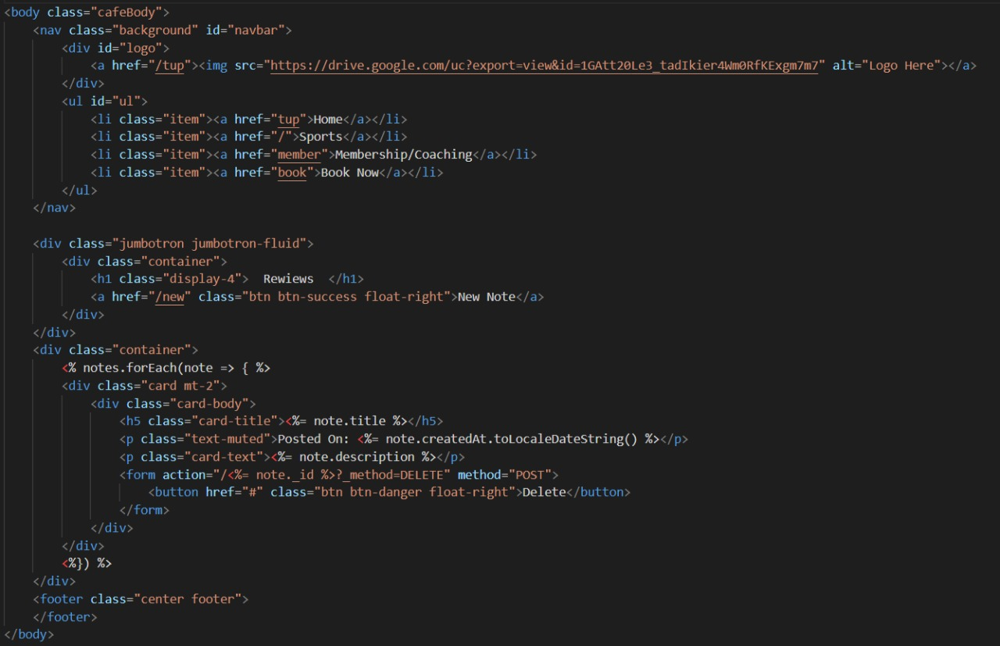 <body class="cafeBody">
    <nav class="background" id="navbar">
        <div id="logo">
            <a href="/tup"><img src="https://drive.google.com/uc?export=view&id=1GAtt20Le3_tadIkier4Wm0RfKExgm7m7" alt="Logo Here"></a>
        </div>
        <ul id="ul">
            <li class="item"><a href="tup">Home</a></li>
            <li class="item"><a href="/">Sports</a></li>
            <li class="item"><a href="member">Membership/Coaching</a></li>
            <li class="item"><a href="book">Book Now</a></li>
        </ul>
    </nav>

    <div class="jumbotron jumbotron-fluid">
        <div class="container">
            <h1 class="display-4">  Rewiews  </h1>
            <a href="/new" class="btn btn-success float-right">New Note</a>
        </div>
    </div>
    <div class="container">
        <% notes.forEach(note => { %>
        <div class="card mt-2">
            <div class="card-body">
                <h5 class="card-title"><%= note.title %></h5>
                <p class="text-muted">Posted On: <%= note.createdAt.toLocaleDateString() %></p>
                <p class="card-text"><%= note.description %></p>
                <form action="/<%= note._id %>?_method=DELETE" method="POST">
                    <button href="#" class="btn btn-danger float-right">Delete</button>
                </form>
            </div>
        </div>
        <%}) %>
    </div>
    <footer class="center footer">
    </footer>
</body>